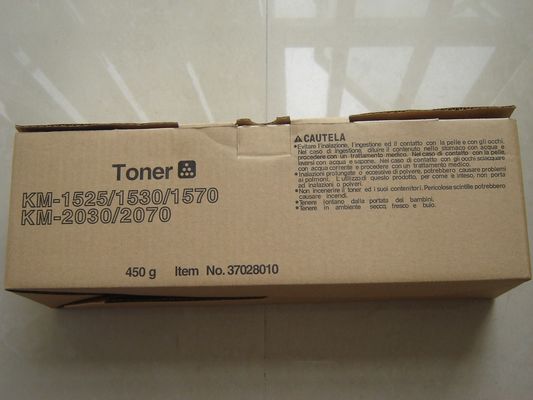 Toner
KM-1525/1530/1570
KM-2030/2070
450 g Item No. 37028010
CAUTELA
*Evitare l'inalazione, l'ingestione ed il contatto con la pelle e con gli occhi.
Nel caso di ingestione, diluire il contenuto nello stomaco con acqua e
procedere con un trattamento medico. Nel caso di contatto con la pelle
lavarsi con acqua e sapone. Nel caso di contatto con gli occhi sciacquare
con acqua corrente e procedere con un trattamento medico.
*Inalazioni prolungate o eccessive di polvere, potrebbero causare problemi
ai polmoni. L'utilizzo di questo prodotto, per come è inteso, non porta
ad inalazioni o polveri.
*Non incenerire il toner ed i suoi contenitori. Pericolose scintille potrebbero
causare incendi.
*Tenere lontano dalla portata dei bambini.
*Tenere in ambiente secco, fresco e buio.